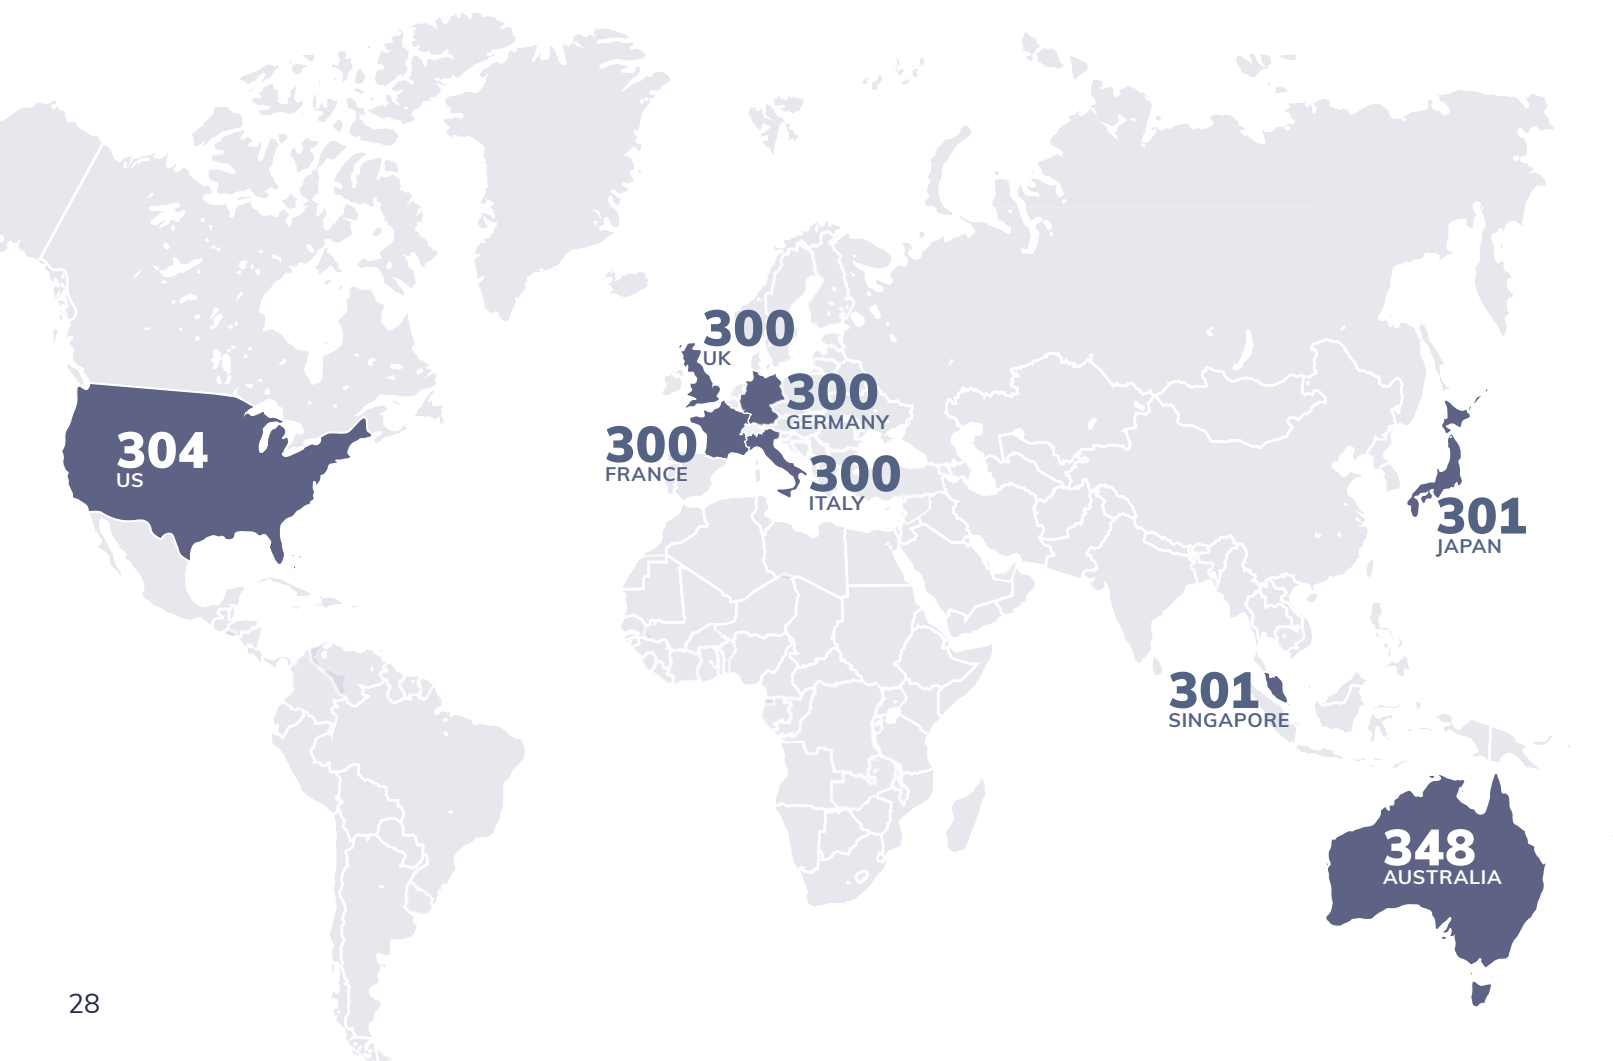 300
UK
300
GERMANY
304
US
300
FRANCE
300
ITALY
301
JAPAN
301
SINGAPORE
348
AUSTRALIA
28